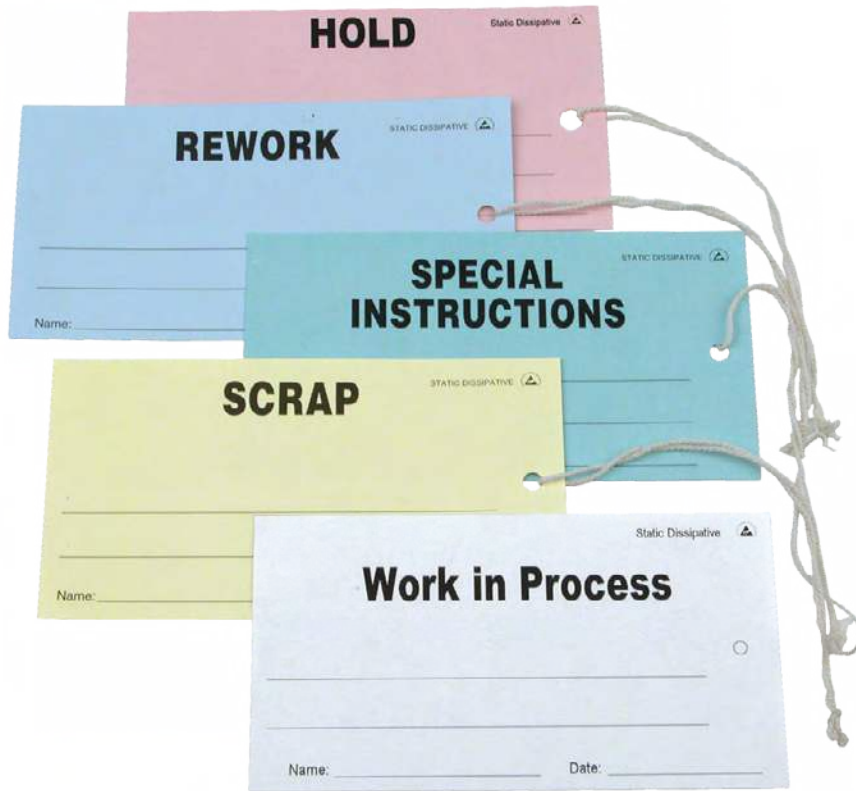 HOLD
Static Dissipative
REWORK
STATIC DISSIPATIVE
Name:
SPECIAL
INSTRUCTIONS
STATIC DISSIPATIVE
SCRAP
STATIC DISSIPATIVE
Name:
Static Dissipative
Work in Process
Name: Date: